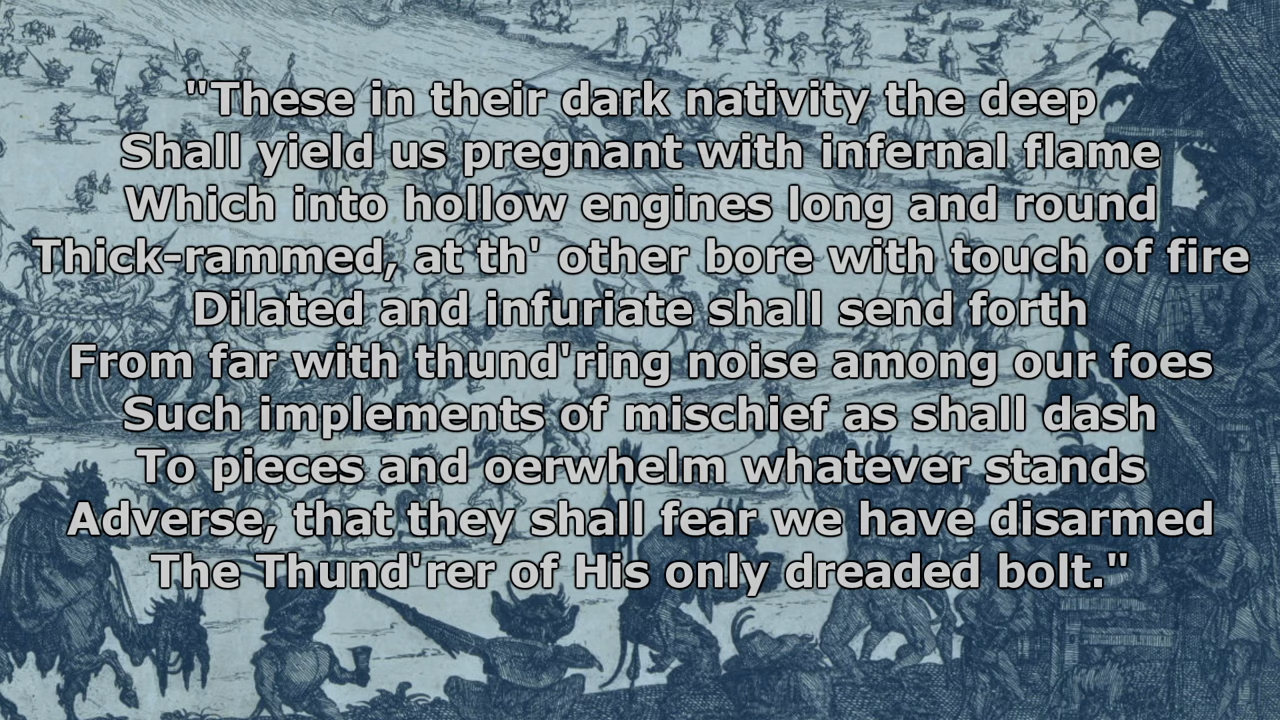 "These in their dark nativity the deep
Shall yield us pregnant with infernal flame
Which into hollow engines long and round
Thick-rammed, at th' other bore with touch of fire
Dilated and infuriate shall send forth
From far with thund'ring noise among our foes
Such implements of mischief as shall dash
To pieces and oerwhelm whatever stands
Adverse, that they shall fear we have disarmed
The Thund'rer of His only dreaded bolt."